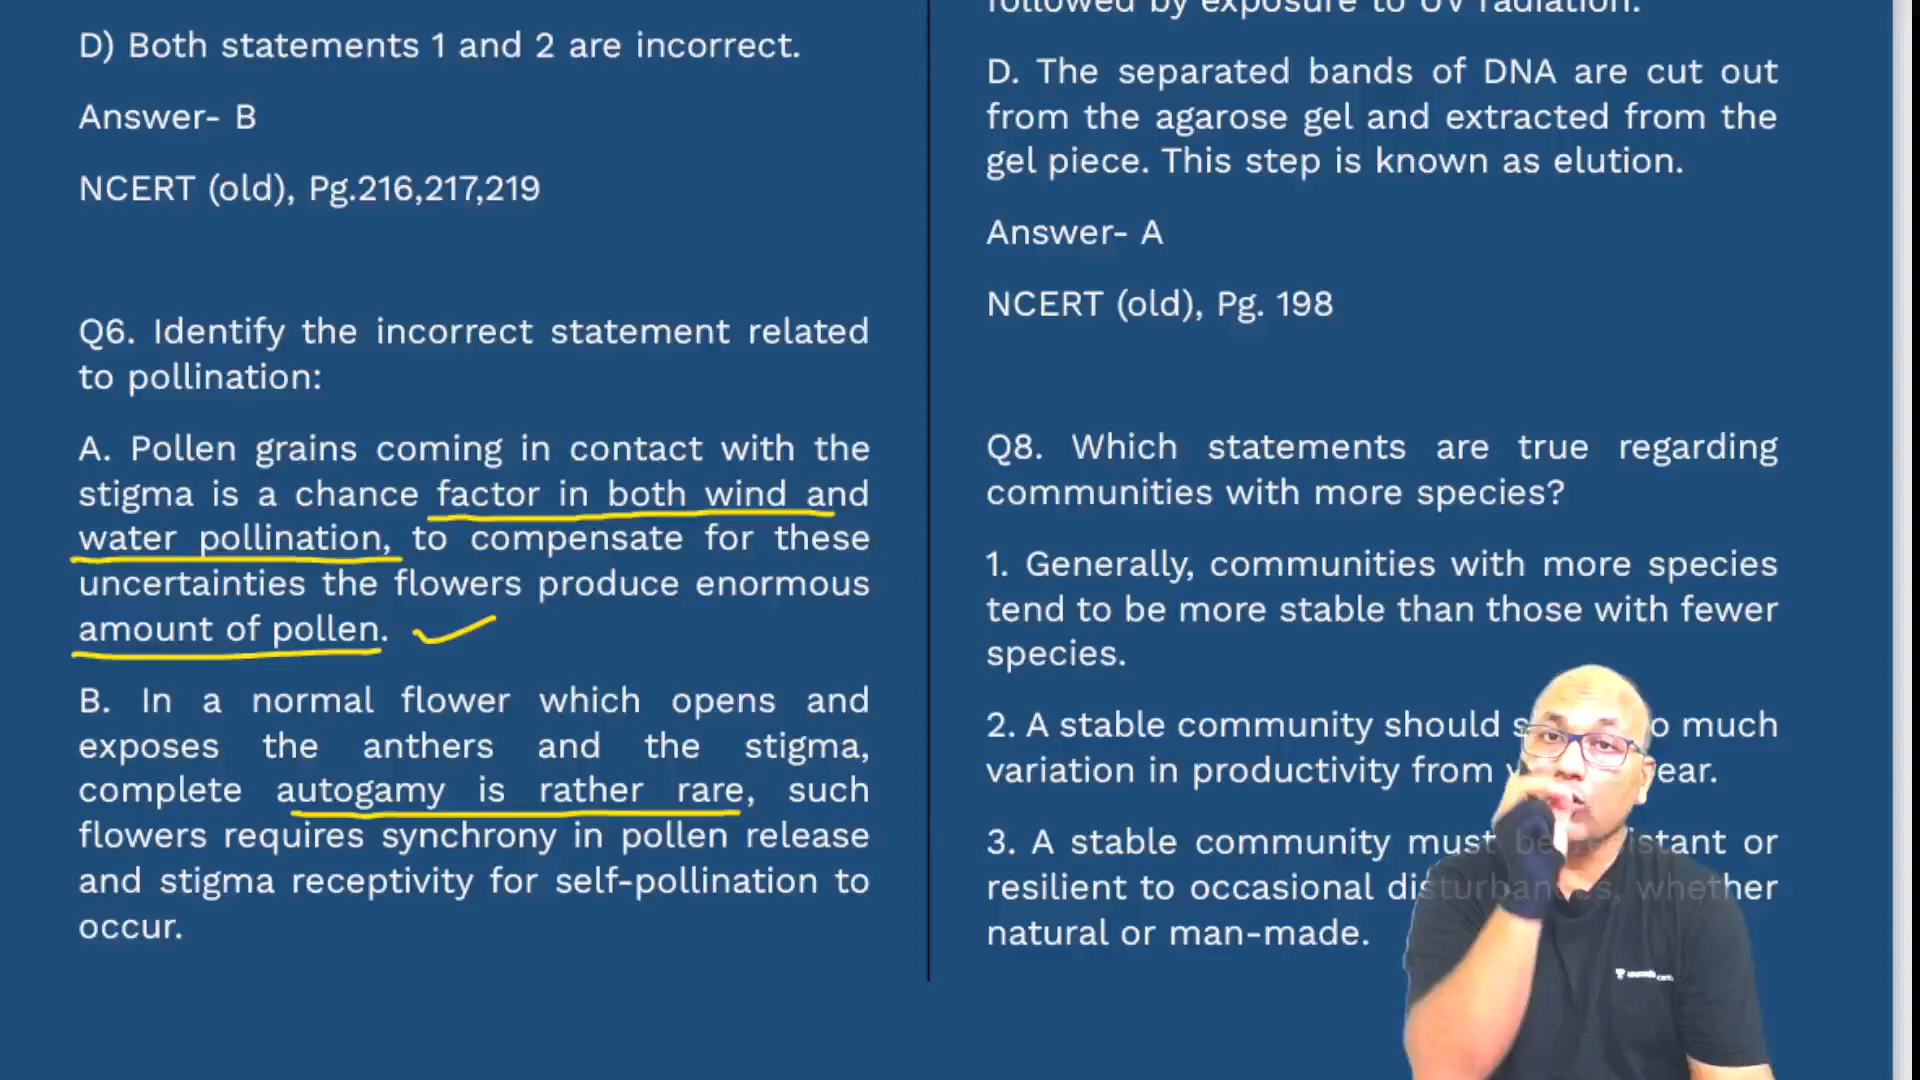 D) Both statements 1 and 2 are incorrect.
Answer- B
NCERT (old), Pg.216,217,219
Q6. Identify the incorrect statement related
to pollination:
A. Pollen grains coming in contact with the
stigma is a chance factor in both wind and
water pollination, to compensate for these
uncertainties the flowers produce enormous
amount of pollen.
B. In a normal flower which opens and
exposes the anthers and the stigma,
complete autogamy is rather rare, such
flowers requires synchrony in pollen release
and stigma receptivity for self-pollination to
occur.
followed by exposure to UV radiation.
D. The separated bands of DNA are cut out
from the agarose gel and extracted from the
gel piece. This step is known as elution.
Answer- A
NCERT (old), Pg. 198
Q8. Which statements are true regarding
communities with more species?
1. Generally, communities with more species
tend to be more stable than those with fewer
species.
2. A stable community should much
variation in productivity from
3. A stable community must be or
resilient to occasional disturbances, whether
natural or man-made.